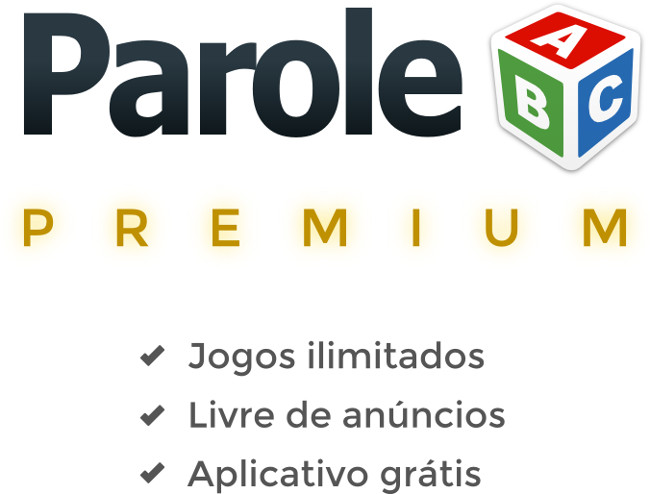 Parole
A
B C
PREMIUM
Jogos ilimitados
Livre de anúncios
Aplicativo grátis